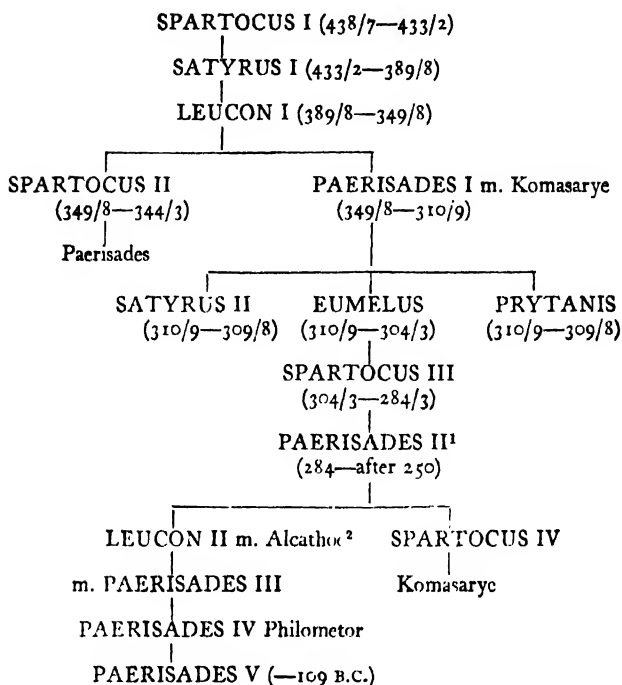 SPARTOCUS I (438/7—433/2)
SATYRUS I (433/2—389/8)
LEUCON I (389/8—349/8)
SPARTOCUS II PAERISADES I m. Komasarye
(349/8—344/3) (349/8—310/9)
Paerisades
SATYRUS II EUMELUS PRYTANIS
(310/9—309/8) (310/9—304/3) (310/9—309/8)
SPARTOCUS III
(304/3—284/3)
PAERISADES II¹
(284—after 250)
LEUCON II m. Alcathoe² SPARTOCUS IV
m. PAERISADES III Komasarye
PAERISADES IV Philometor
PAERISADES V (—109 B.C.)